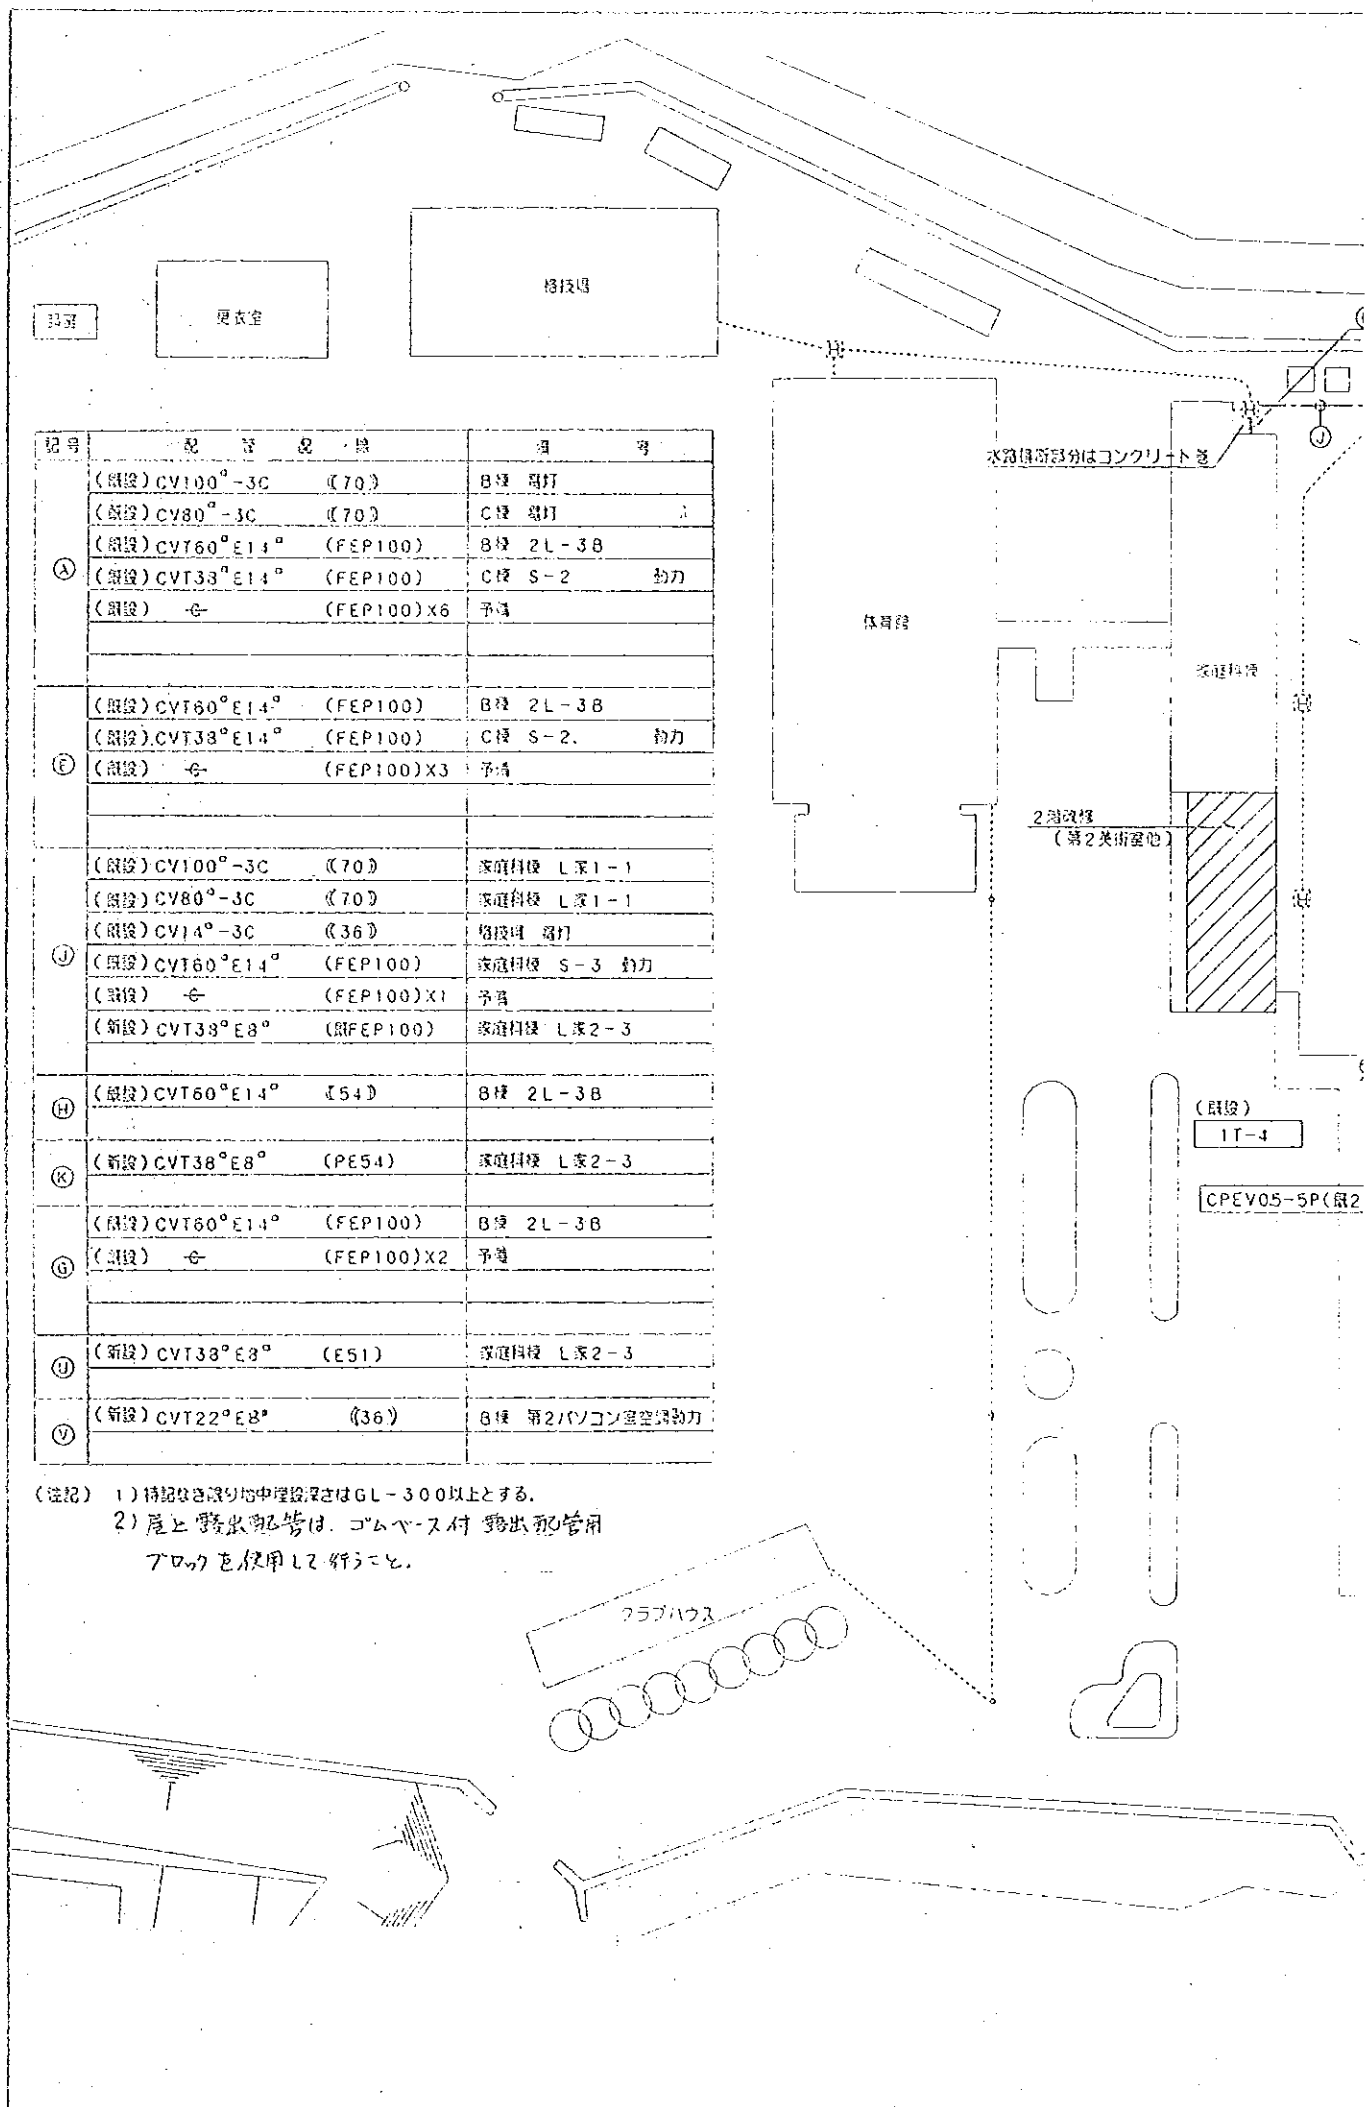 格技場
更衣室
記号 配管配線 備考
Ⓐ
(既設) CV100□-3C ((70)) B棟 電灯
(既設) CV80□-3C ((70)) C棟 電灯
(既設) CVT60□E14□ (FEP100) B棟 2L-3B
(既設) CVT38□E14□ (FEP100) C棟 S-2 動力
(既設) (FEP100)X6 予備
Ⓔ
(既設) CVT60□E14□ (FEP100) B棟 2L-3B
(既設) CVT38□E14□ (FEP100) C棟 S-2. 動力
(既設) (FEP100)X3 予備
Ⓙ
(既設) CV100□-3C ((70)) 家庭科棟 L家1-1
(既設) CV80□-3C ((70)) 家庭科棟 L家1-1
(既設) CV14□-3C ((36)) 格技場 電灯
(既設) CVT60□E14□ (FEP100) 家庭科棟 S-3 動力
(既設) (FEP100)X1 予備
(新設) CVT38□E8□ (既FEP100) 家庭科棟 L家2-3
Ⓗ
(既設) CVT60□E14□ ((54)) B棟 2L-3B
Ⓚ
(新設) CVT38□E8□ (PE54) 家庭科棟 L家2-3
Ⓖ
(既設) CVT60□E14□ (FEP100) B棟 2L-3B
(既設) (FEP100)X2 予備
Ⓤ
(新設) CVT38□E8□ (E51) 家庭科棟 L家2-3
Ⓥ
(新設) CVT22□E8□ ((36)) B棟 第2パソコン室空調動力
(注記) 1)特記なき限り地中埋設深さはGL-300以上とする。
2)屋上露出配管は、ゴムベース付 露出配管用
ブロックを使用して行うこと。
H
H
Ⓙ
水路横断部分はコンクリート巻
体育館
家庭科棟
H
2階改修
(第2美術室他)
H
(既設)
1T-4
CPEV0.5-5P(既2
クラブハウス